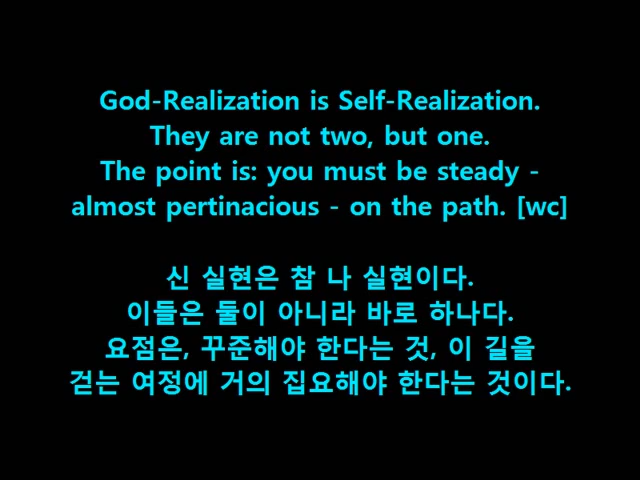 God-Realization is Self-Realization.
They are not two, but one.
The point is: you must be steady -
almost pertinacious - on the path. [wc]
신 실현은 참 나 실현이다.
이들은 둘이 아니라 바로 하나다.
요점은, 꾸준해야 한다는 것, 이 길을
걷는 여정에 거의 집요해야 한다는 것이다.